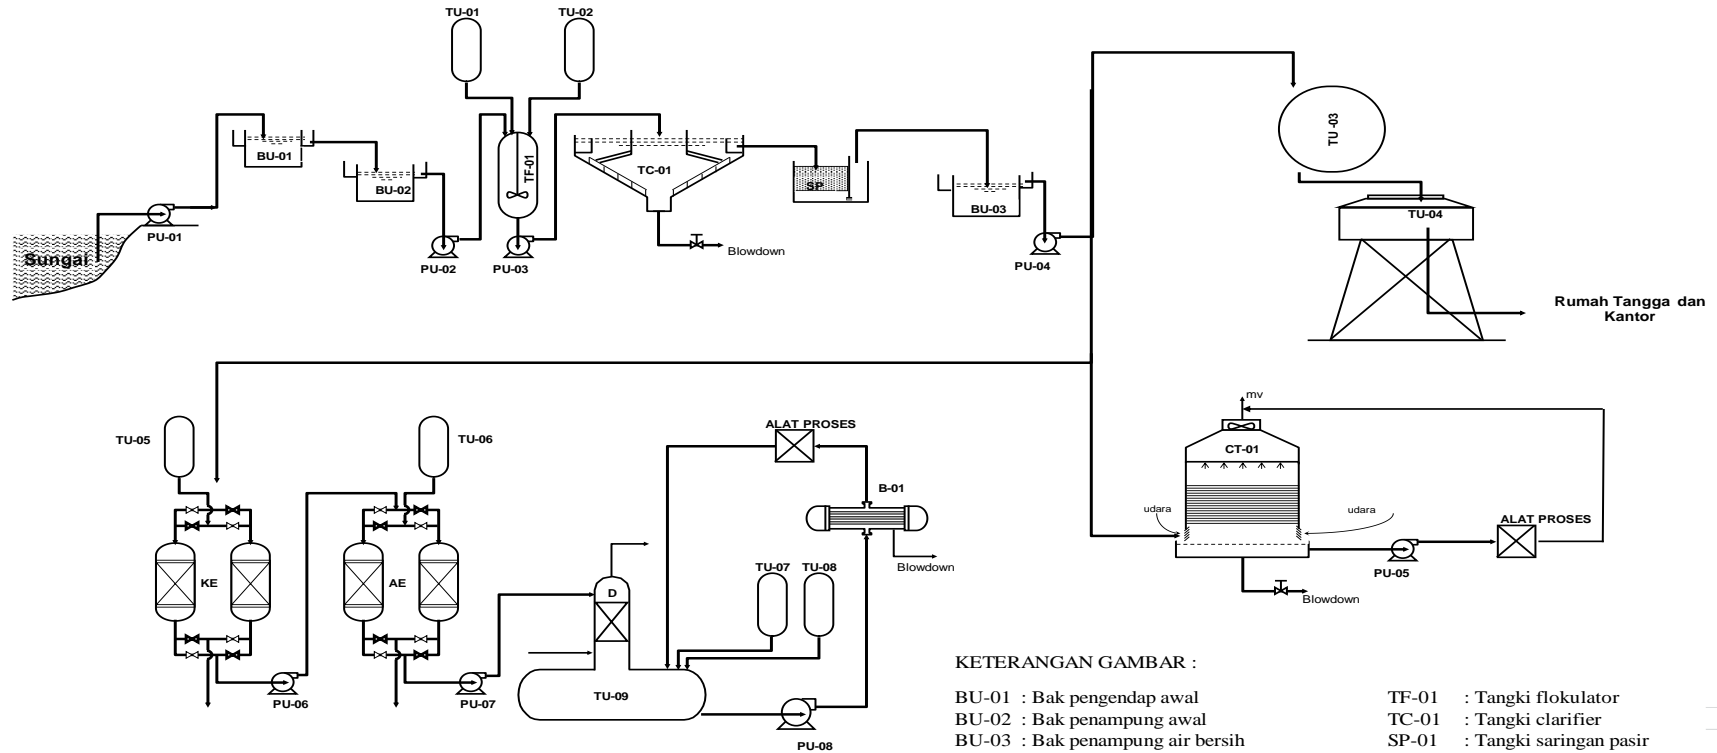 TU-01
TU-02
BU-01
BU-02
TF-01
TC-01
SP
BU-03
TU-03
TU-04
PU-01
Sungai
PU-02
PU-03
Blowdown
PU-04
Rumah Tangga dan
Kantor
mv
CT-01
udara
udara
ALAT PROSES
PU-05
Blowdown
TU-05
TU-06
ALAT PROSES
B-01
Blowdown
KE
AE
D
TU-07
TU-08
TU-09
PU-06
PU-07
PU-08
KETERANGAN GAMBAR :
BU-01 : Bak pengendap awal
BU-02 : Bak penampung awal
BU-03 : Bak penampung air bersih
TF-01 : Tangki flokulator
TC-01 : Tangki clarifier
SP-01 : Tangki saringan pasir